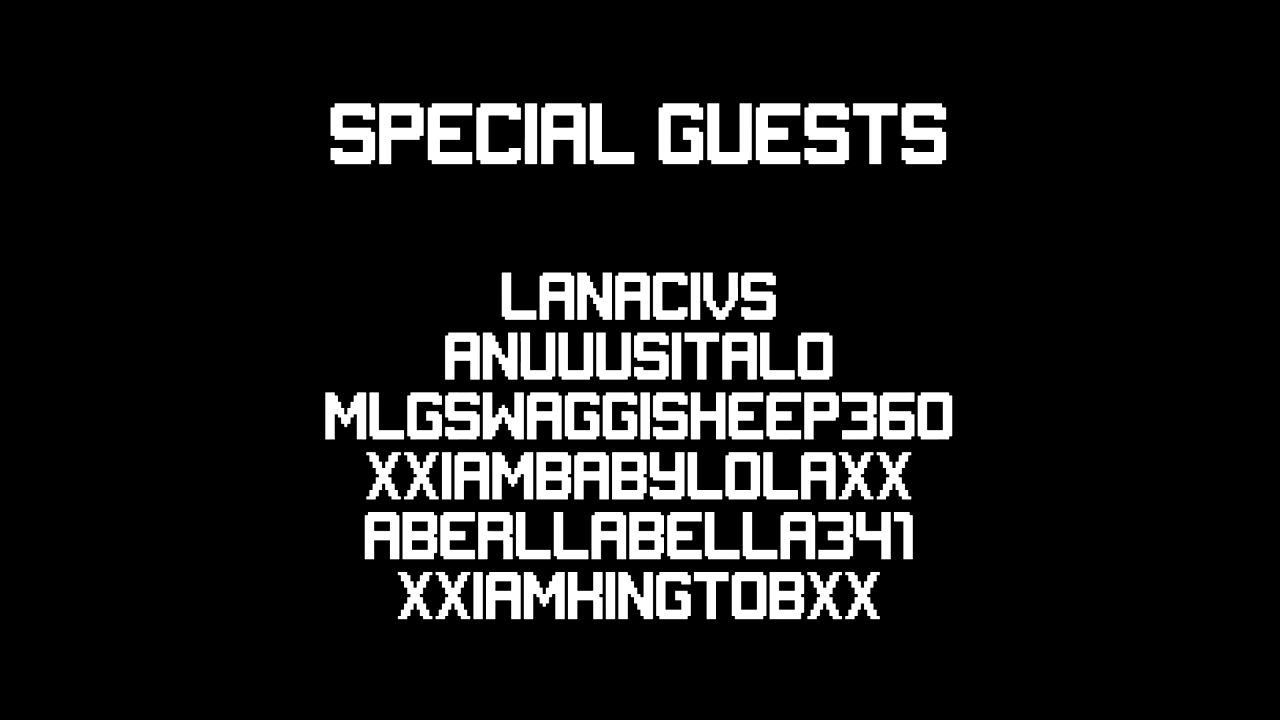 SPECIAL GUESTS
LANACIVS
ANUUUSITALO
MLGSWAGGISHEEP360
XXIAMBABYLOLAXX
ABERLLABELLA341
XXIAMKINGTOBXX